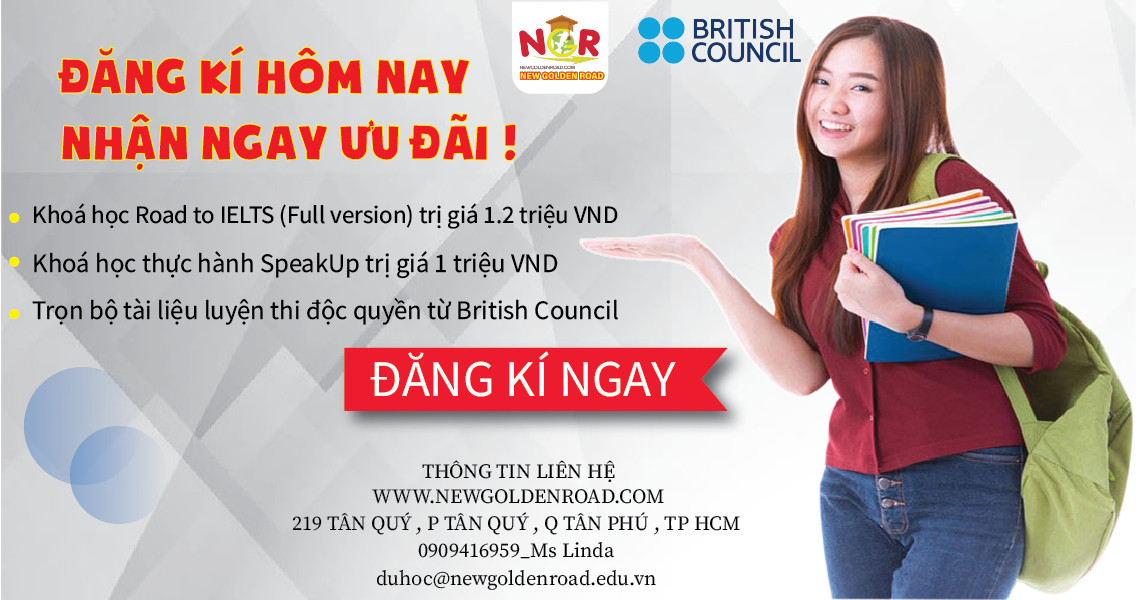 NGR
NEWGOLDENROAD.COM
NEW GOLDEN ROAD
BRITISH
COUNCIL
ĐĂNG KÍ HÔM NAY
NHẬN NGAY ƯU ĐÃI !
Khoá học Road to IELTS (Full version) trị giá 1.2 triệu VND
Khoá học thực hành SpeakUp trị giá 1 triệu VND
Trọn bộ tài liệu luyện thi độc quyền từ British Council
ĐĂNG KÍ NGAY
THÔNG TIN LIÊN HỆ
WWW.NEWGOLDENROAD.COM
219 TÂN QUÝ , P TÂN QUÝ , Q TÂN PHÚ , TP HCM
0909416959_Ms Linda
duhoc@newgoldenroad.edu.vn